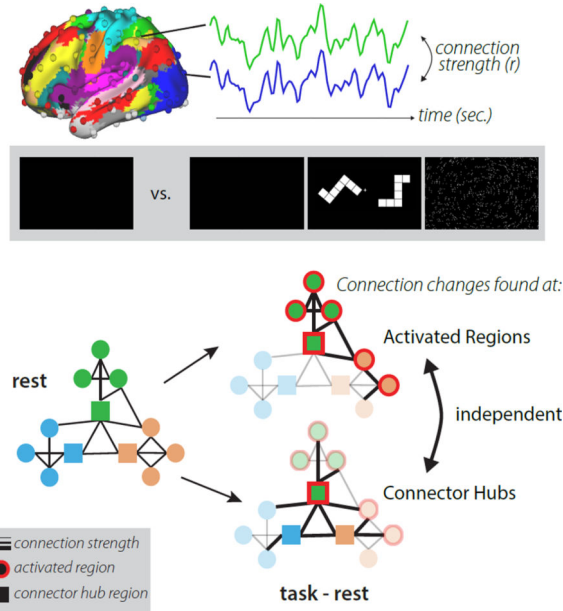 connection
strength (r)
time (sec.)
vs.
Connection changes found at:
Activated Regions
rest
independent
Connector Hubs
connection strength
activated region
connector hub region
task - rest